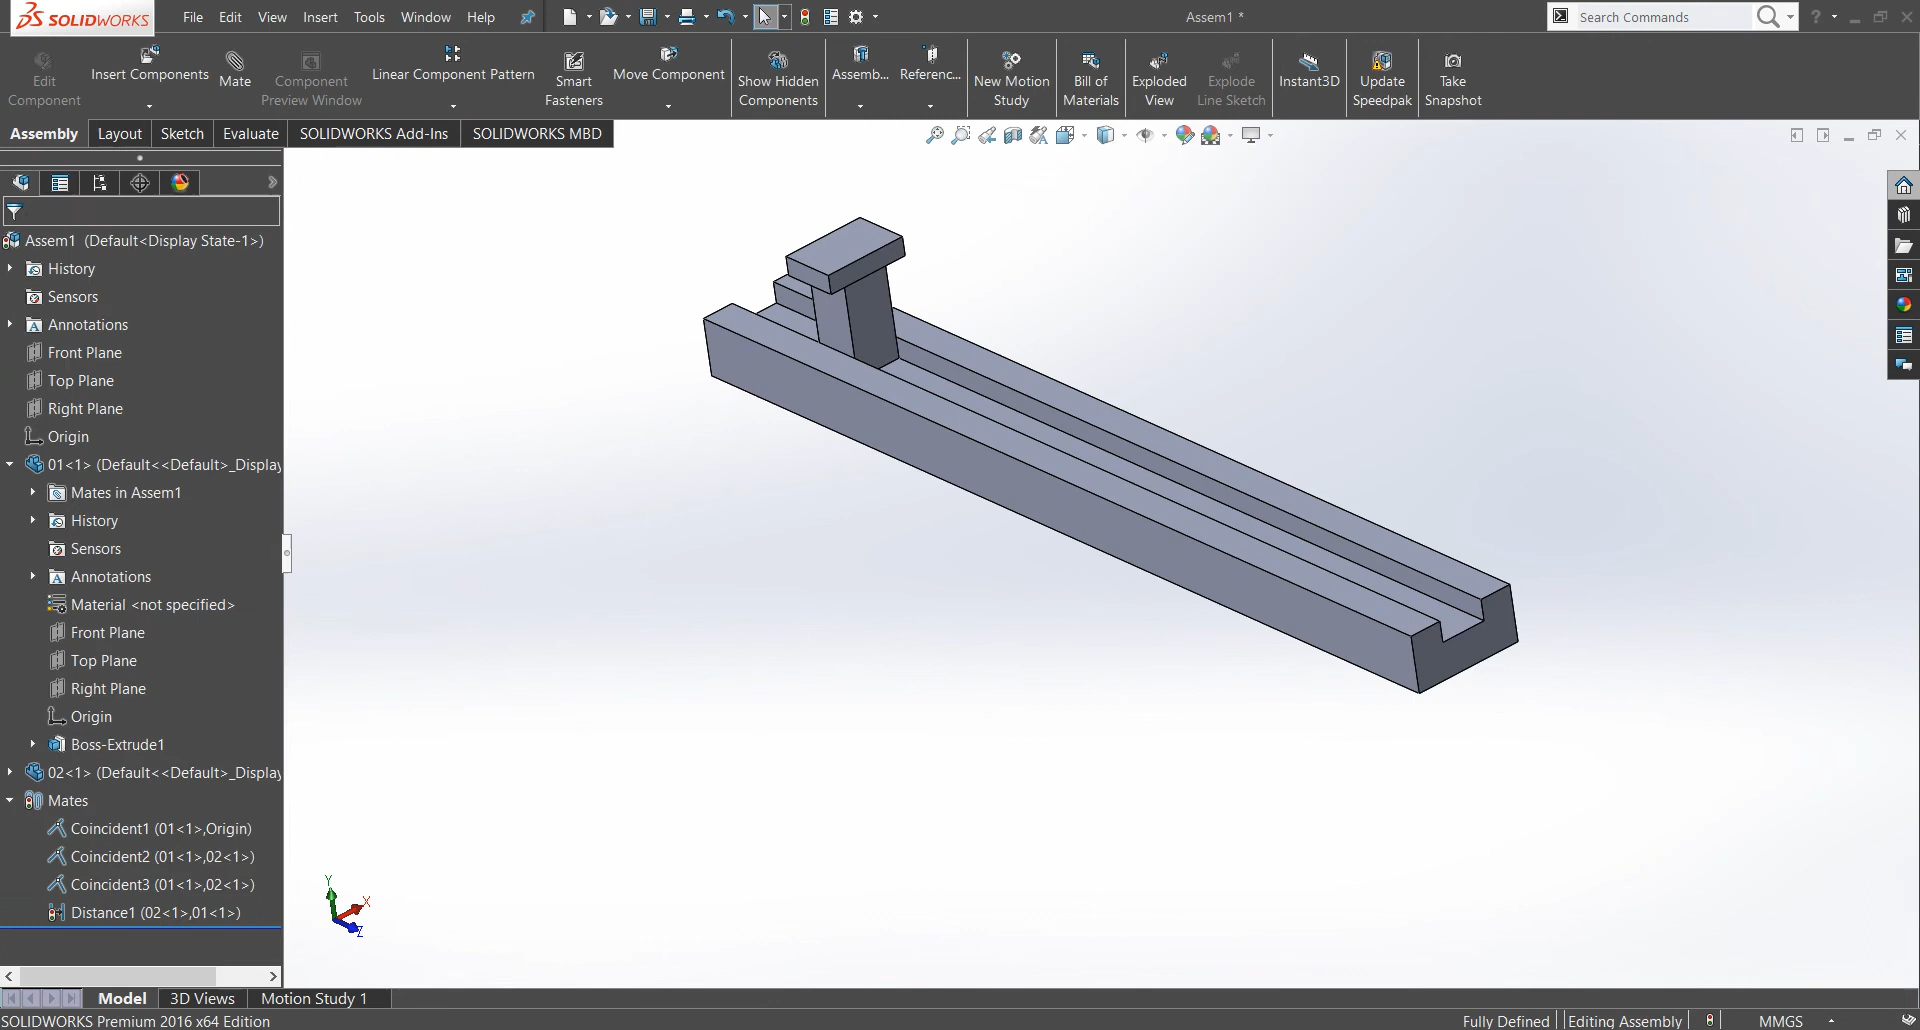 SOLIDWORKS File Edit View Insert Tools Window Help Assem1 * Search Commands ?
Edit Component
Insert Components
Mate
Component Preview Window
Linear Component Pattern
Smart Fasteners
Move Component
Show Hidden Components
Assemb...
Referenc...
New Motion Study
Bill of Materials
Exploded View
Explode Line Sketch
Instant3D
Update Speedpak
Take Snapshot
Assembly Layout Sketch Evaluate SOLIDWORKS Add-Ins SOLIDWORKS MBD
Assem1 (Default<Display State-1>)
History
Sensors
Annotations
Front Plane
Top Plane
Right Plane
Origin
01<1> (Default<<Default>_Display
Mates in Assem1
History
Sensors
Annotations
Material <not specified>
Front Plane
Top Plane
Right Plane
Origin
Boss-Extrude1
02<1> (Default<<Default>_Display
Mates
Coincident1 (01<1>,Origin)
Coincident2 (01<1>,02<1>)
Coincident3 (01<1>,02<1>)
Distance1 (02<1>,01<1>)
Y
X
Z
Model 3D Views Motion Study 1
SOLIDWORKS Premium 2016 x64 Edition Fully Defined Editing Assembly MMGS